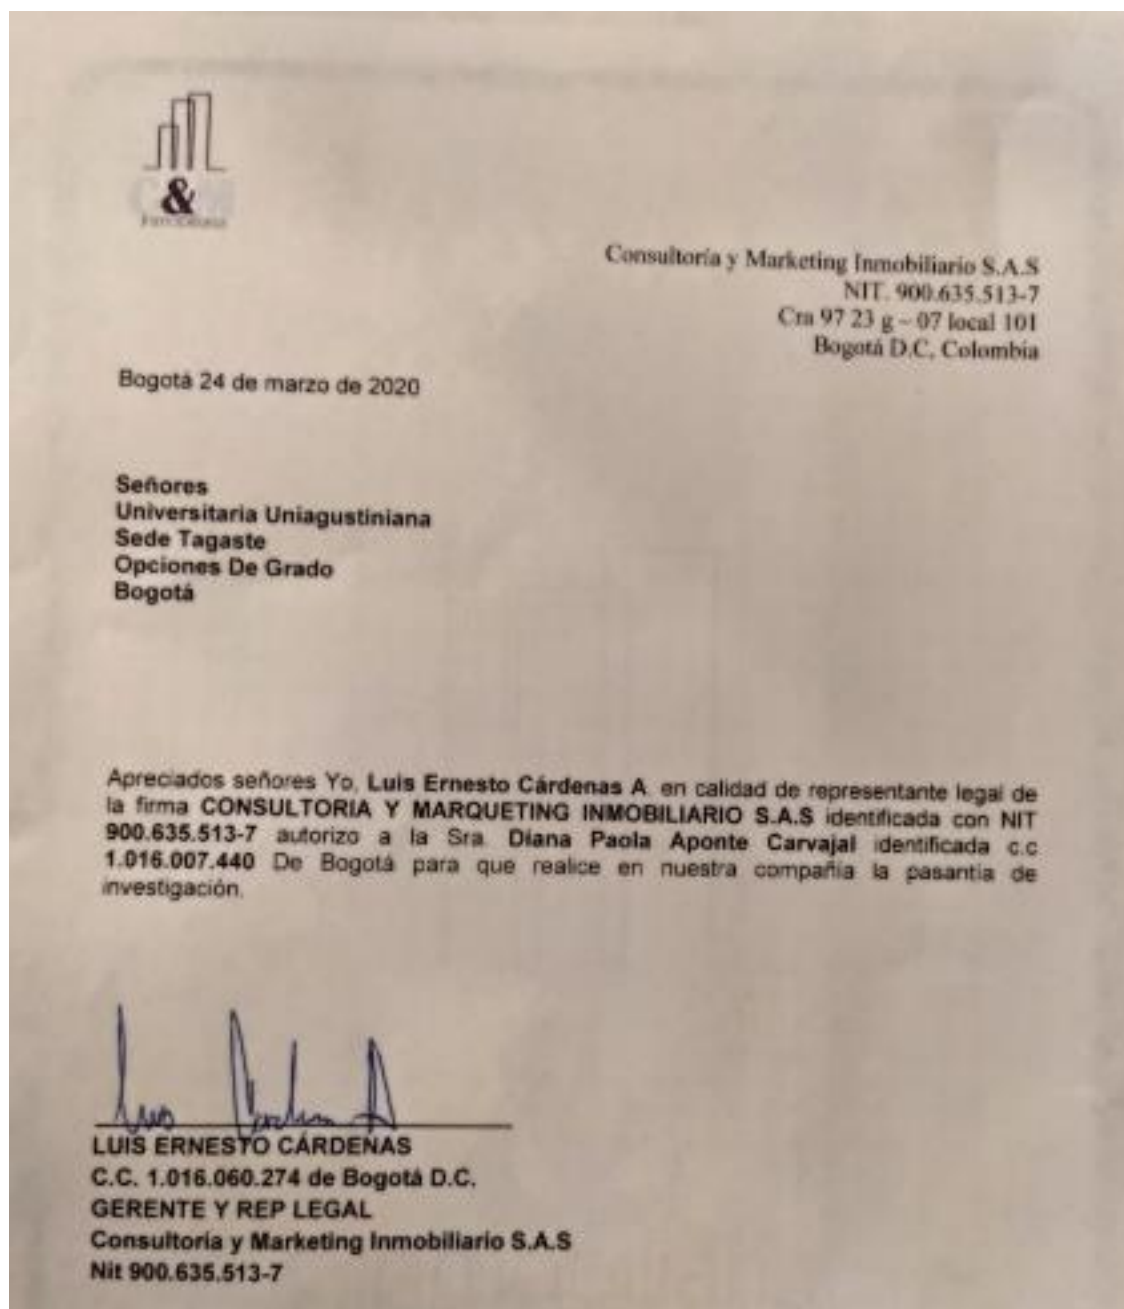 &
Consultoría y Marketing Inmobiliario S.A.S
NIT. 900.635.513-7
Cra 97 23 g – 07 local 101
Bogotá D.C, Colombia
Bogotá 24 de marzo de 2020
Señores
Universitaria Uniagustiniana
Sede Tagaste
Opciones De Grado
Bogotá
Apreciados señores Yo, Luis Ernesto Cárdenas A. en calidad de representante legal de
la firma CONSULTORIA Y MARQUETING INMOBILIARIO S.A.S identificada con NIT
900.635.513-7 autorizo a la Sra. Diana Paola Aponte Carvajal identificada c.c
1.016.007.440 De Bogotá para que realice en nuestra compañía la pasantía de
investigación.
Luis Cardenas A
LUIS ERNESTO CÁRDENAS
C.C. 1.016.060.274 de Bogotá D.C.
GERENTE Y REP LEGAL
Consultoria y Marketing Inmobiliario S.A.S
Nit 900.635.513-7